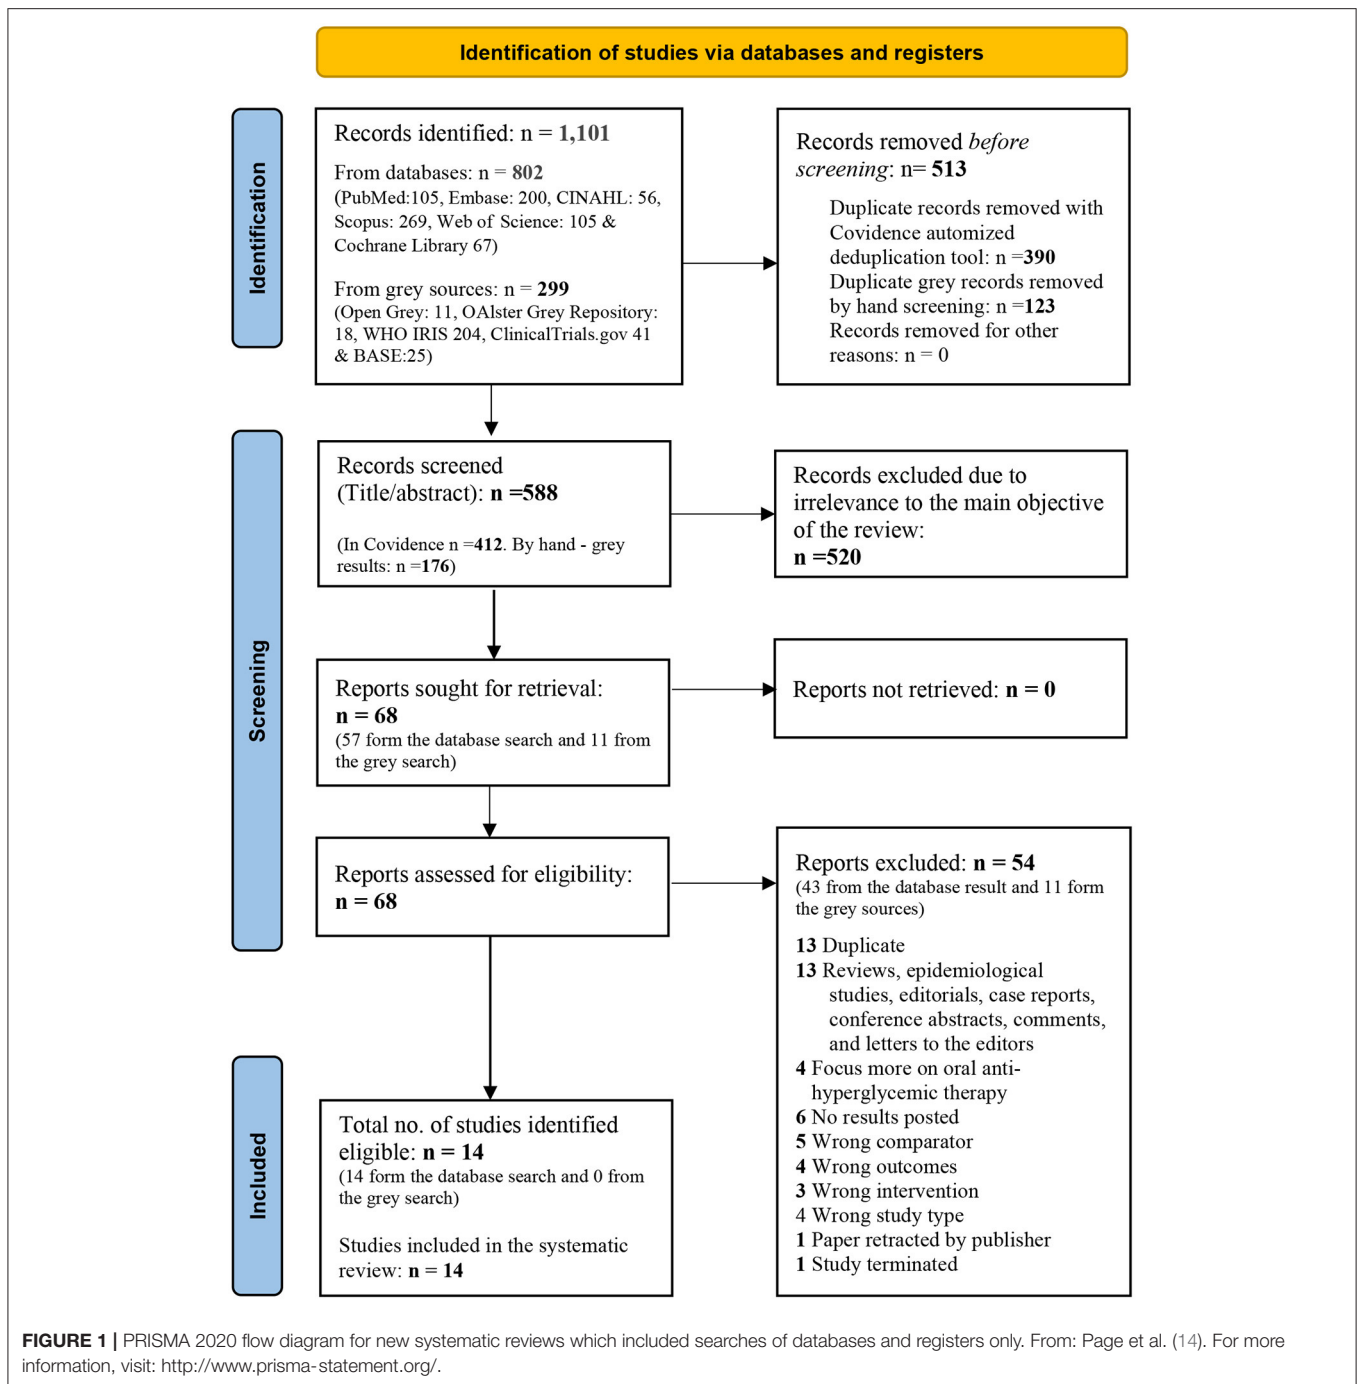 Identification of studies via databases and registers
Identification
Records identified: n = 1,101
From databases: n = 802
(PubMed:105, Embase: 200, CINAHL: 56,
Scopus: 269, Web of Science: 105 &
Cochrane Library 67)
From grey sources: n = 299
(Open Grey: 11, OAlster Grey Repository:
18, WHO IRIS 204, ClinicalTrials.gov 41
& BASE:25)
Records removed before
screening: n= 513
Duplicate records removed with
Covidence automized
deduplication tool: n =390
Duplicate grey records removed
by hand screening: n =123
Records removed for other
reasons: n = 0
Screening
Records screened
(Title/abstract): n =588
(In Covidence n =412. By hand - grey
results: n =176)
Records excluded due to
irrelevance to the main objective
of the review:
n =520
Reports sought for retrieval:
n = 68
(57 form the database search and 11 from
the grey search)
Reports not retrieved: n = 0
Reports assessed for eligibility:
n = 68
Reports excluded: n = 54
(43 from the database result and 11 form
the grey sources)
13 Duplicate
13 Reviews, epidemiological
studies, editorials, case reports,
conference abstracts, comments,
and letters to the editors
4 Focus more on oral anti-
hyperglycemic therapy
6 No results posted
5 Wrong comparator
4 Wrong outcomes
3 Wrong intervention
4 Wrong study type
1 Paper retracted by publisher
1 Study terminated
Included
Total no. of studies identified
eligible: n = 14
(14 form the database search and 0 from
the grey search)
Studies included in the systematic
review: n = 14
FIGURE 1 | PRISMA 2020 flow diagram for new systematic reviews which included searches of databases and registers only. From: Page et al. (14). For more
information, visit: http://www.prisma-statement.org/.